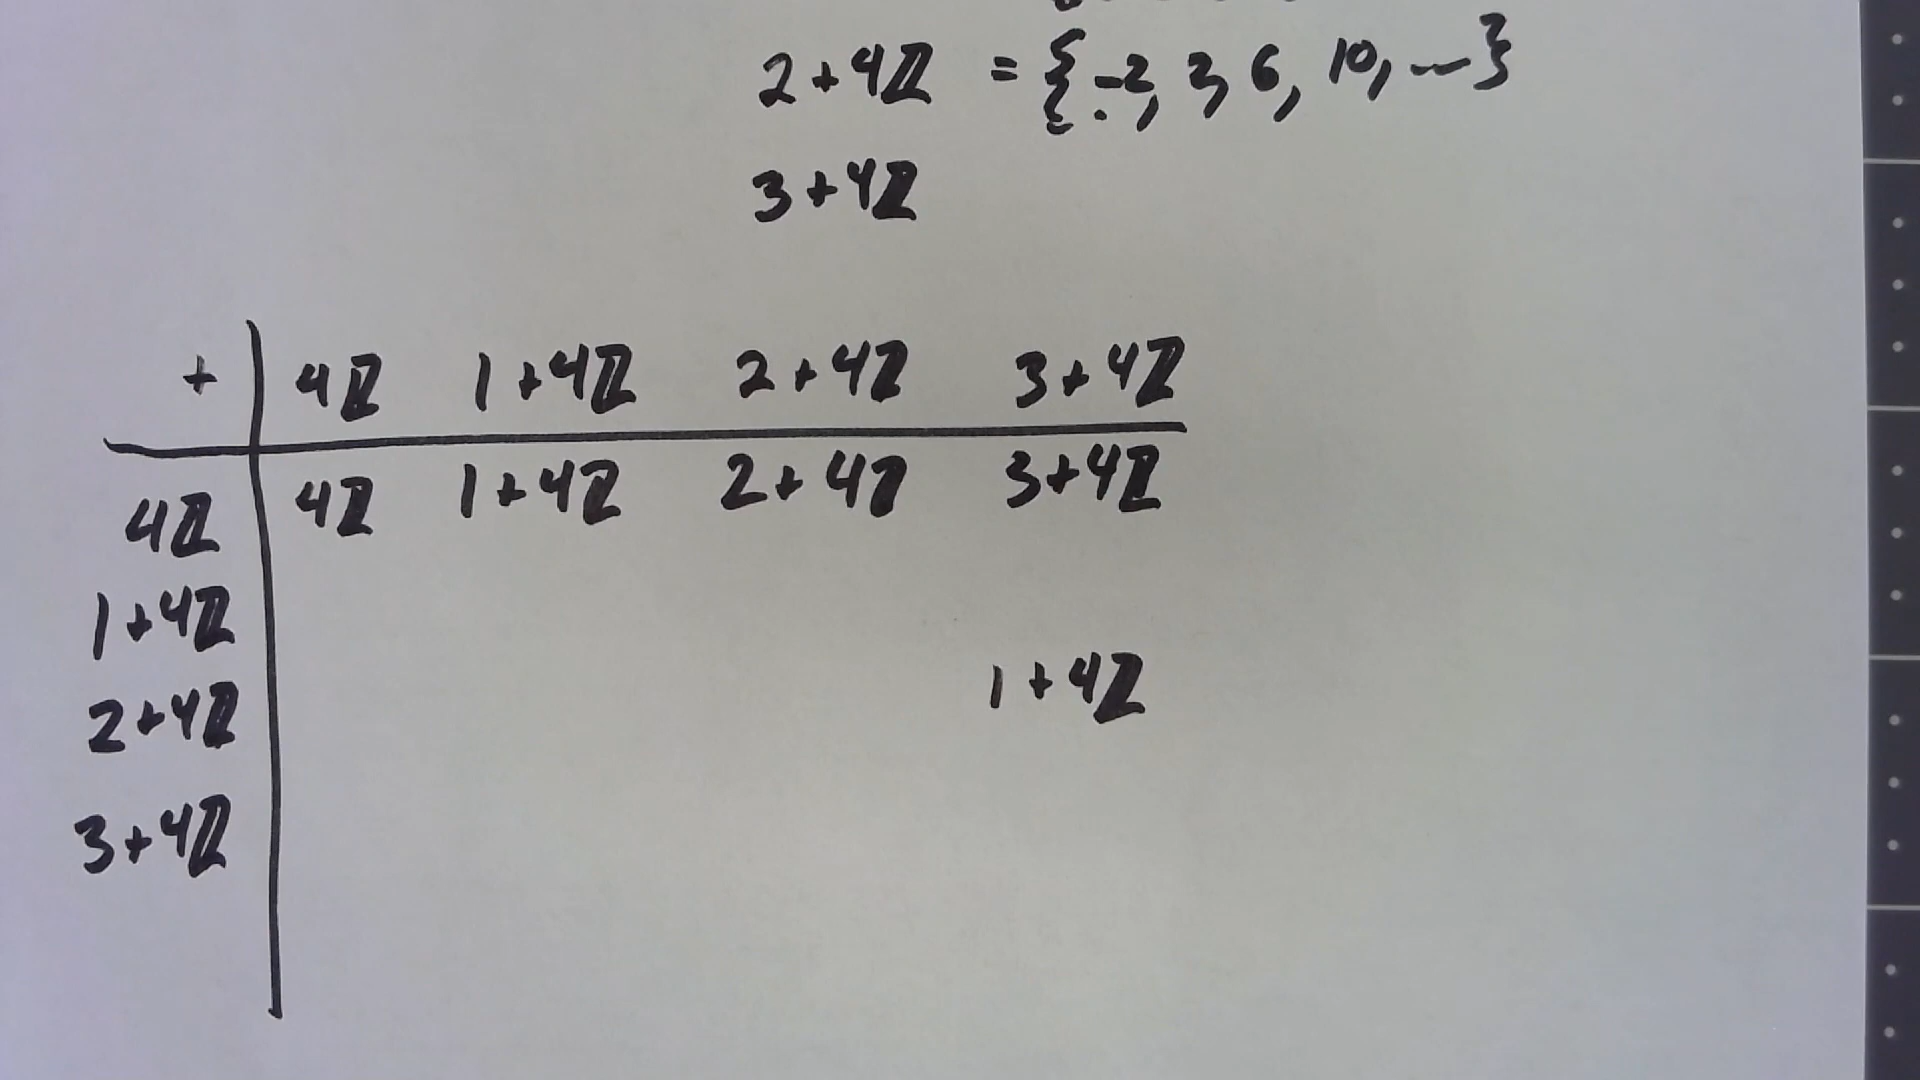 2+4ℤ = {..-2, 2, 6, 10, ...}
3+4ℤ
+ 4ℤ 1+4ℤ 2+4ℤ 3+4ℤ
4ℤ 4ℤ 1+4ℤ 2+4ℤ 3+4ℤ
1+4ℤ
2+4ℤ 1+4ℤ
3+4ℤ